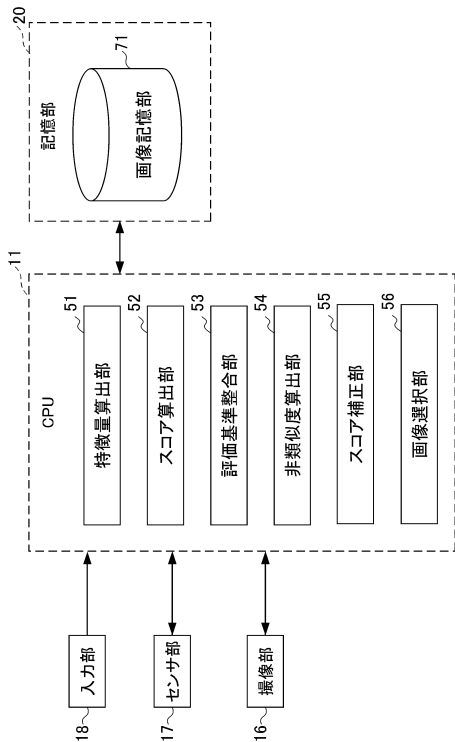 11
CPU
特徴量算出部
51
スコア算出部
52
評価基準整合部
53
非類似度算出部
54
スコア補正部
55
画像選択部
56
20
記憶部
71
画像記憶部
入力部
18
センサ部
17
撮像部
16